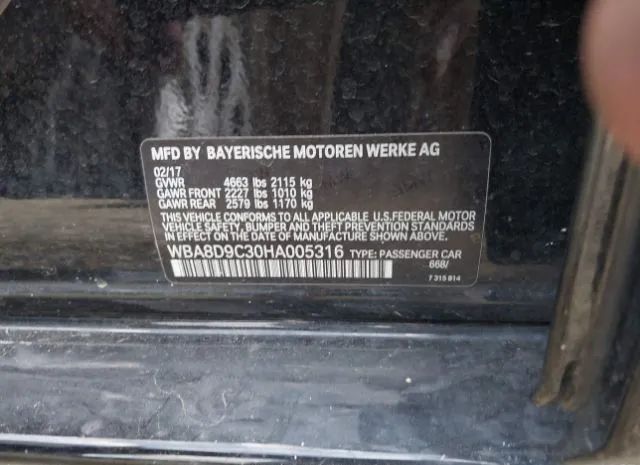 MFD BY BAYERISCHE MOTOREN WERKE AG
02/17
GVWR 4663 lbs 2115 kg
GAWR FRONT 2227 lbs 1010 kg
GAWR REAR 2579 lbs 1170 kg
THIS VEHICLE CONFORMS TO ALL APPLICABLE U.S.FEDERAL MOTOR
VEHICLE SAFETY, BUMPER, AND THEFT PREVENTION STANDARDS
IN EFFECT ON THE DATE OF MANUFACTURE SHOWN ABOVE.
WBA8D9C30HA005316 TYPE: PASSENGER CAR
668/
7 315 814